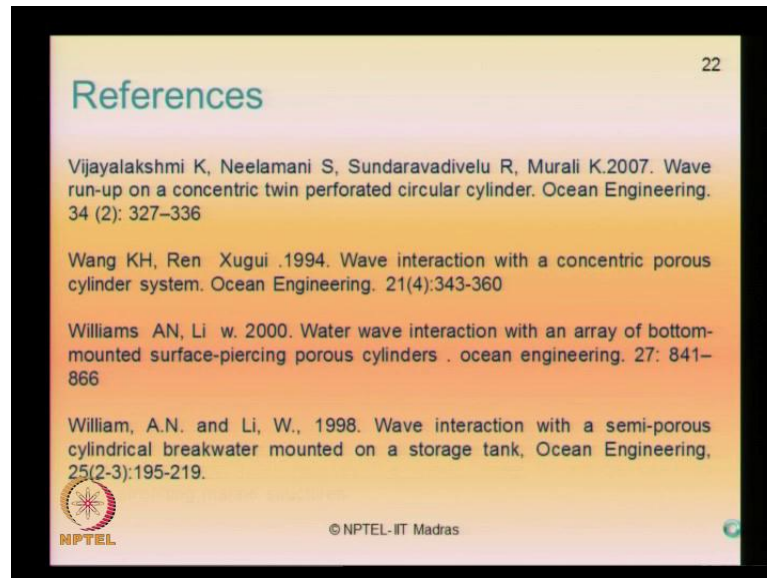 22
References
Vijayalakshmi K, Neelamani S, Sundaravadivelu R, Murali K.2007. Wave
run-up on a concentric twin perforated circular cylinder. Ocean Engineering.
34 (2): 327–336
Wang KH, Ren Xugui .1994. Wave interaction with a concentric porous
cylinder system. Ocean Engineering. 21(4):343-360
Williams AN, Li w. 2000. Water wave interaction with an array of bottom-
mounted surface-piercing porous cylinders . ocean engineering. 27: 841–
866
William, A.N. and Li, W., 1998. Wave interaction with a semi-porous
cylindrical breakwater mounted on a storage tank, Ocean Engineering,
25(2-3):195-219.
NPTEL
© NPTEL-IIT Madras